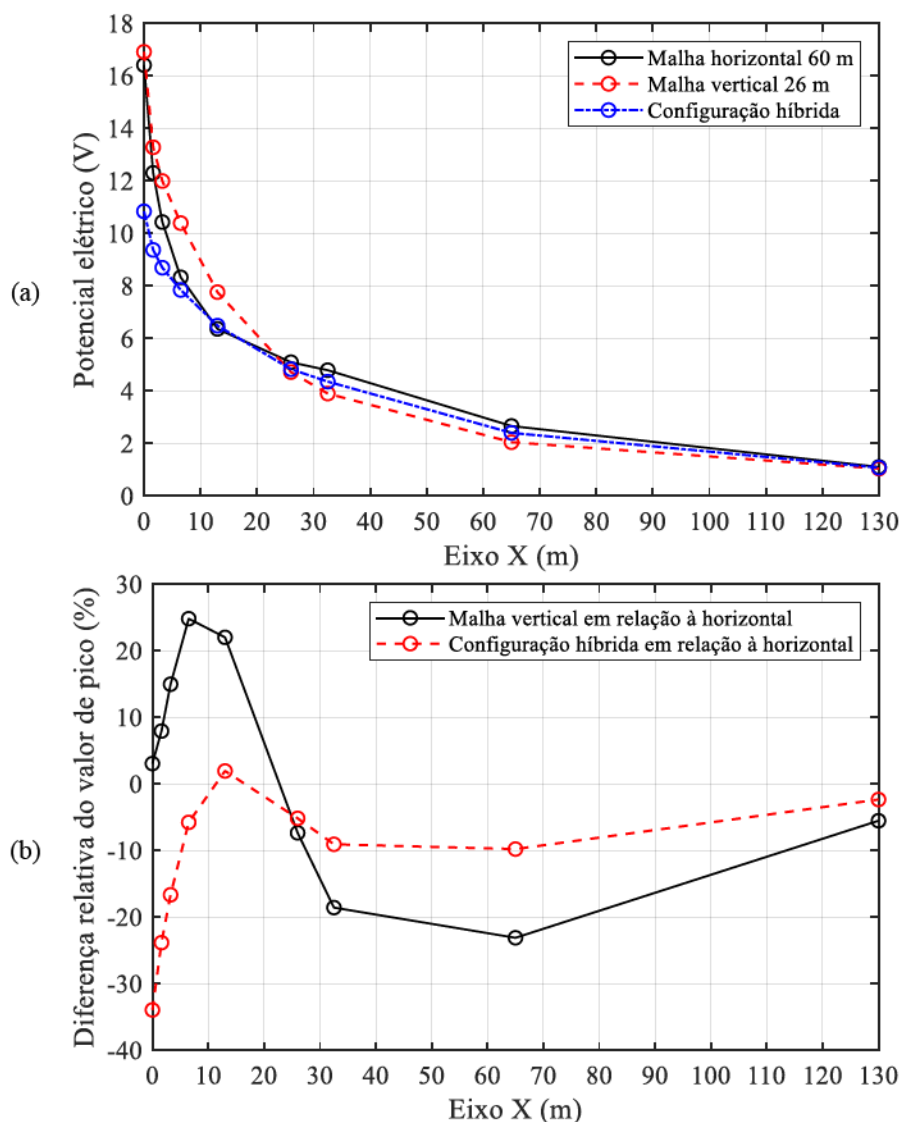 (a)
Potencial elétrico (V)
18
16
14
12
10
8
6
4
2
0
Malha horizontal 60 m
Malha vertical 26 m
Configuração híbrida
0 10 20 30 40 50 60 70 80 90 100 110 120 130
Eixo X (m)
(b)
Diferença relativa do valor de pico (%)
30
20
10
0
-10
-20
-30
-40
Malha vertical em relação à horizontal
Configuração híbrida em relação à horizontal
0 10 20 30 40 50 60 70 80 90 100 110 120 130
Eixo X (m)